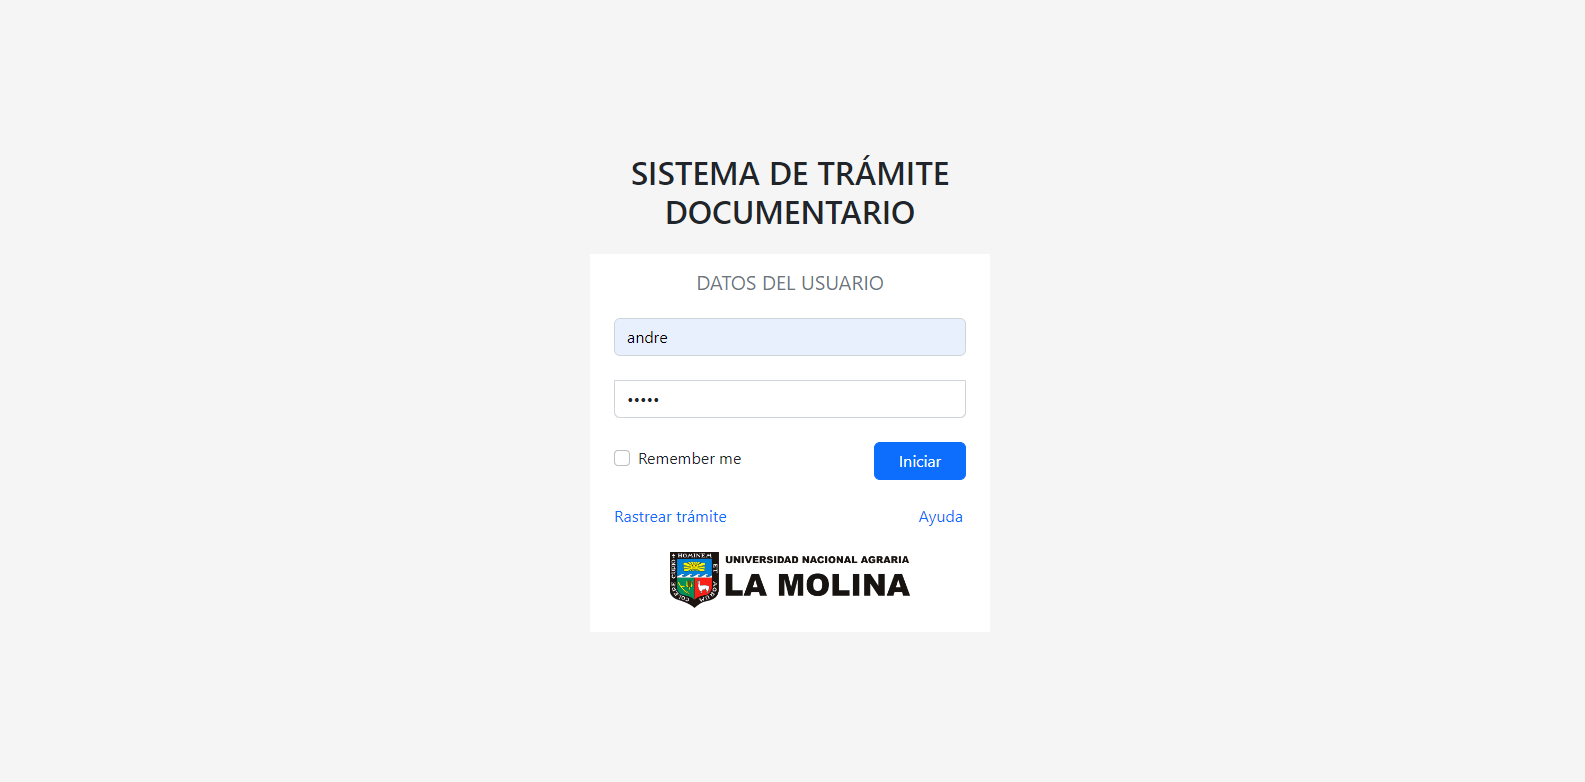 SISTEMA DE TRÁMITE
DOCUMENTARIO
DATOS DEL USUARIO
andre
•••••
Remember me
Iniciar
Rastrear trámite
Ayuda
UNIVERSIDAD NACIONAL AGRARIA
LA MOLINA